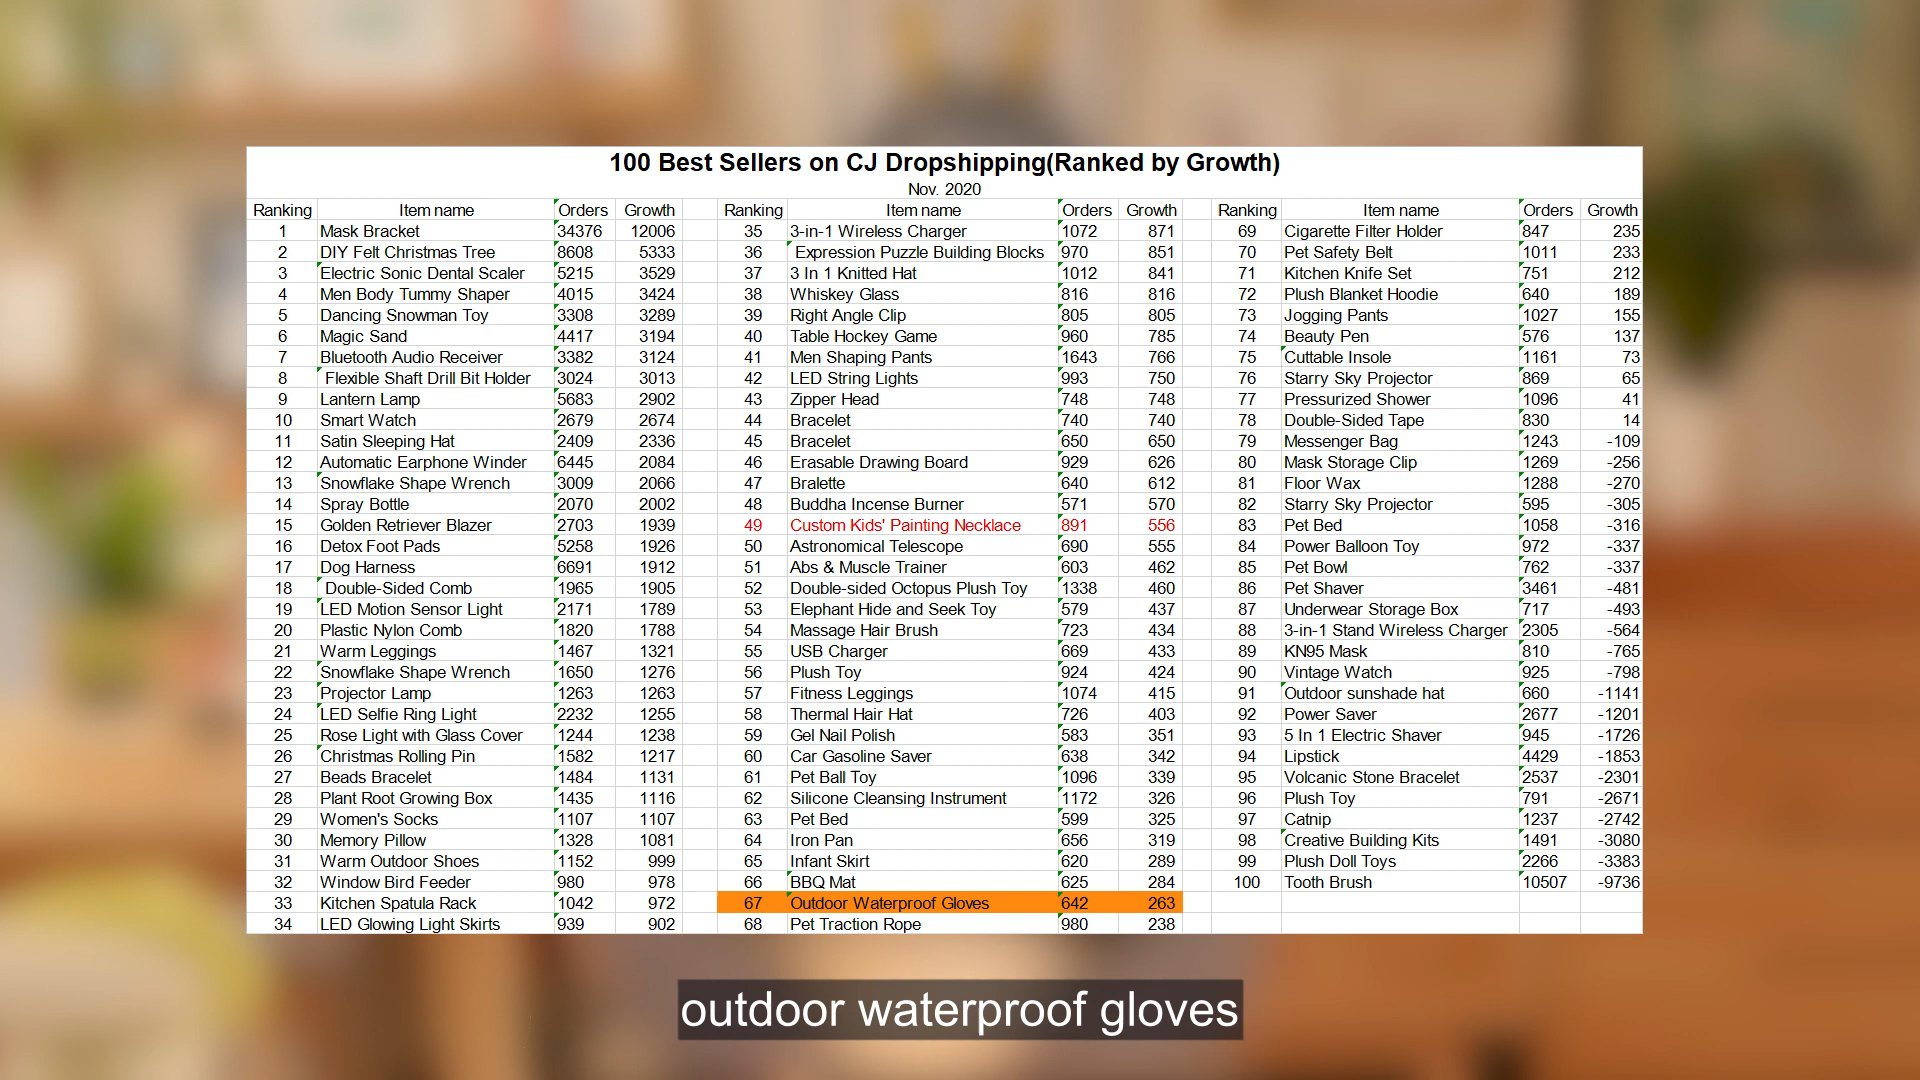 100 Best Sellers on CJ Dropshipping(Ranked by Growth)
Nov. 2020
Ranking Item name Orders Growth Ranking Item name Orders Growth Ranking Item name Orders Growth
1 Mask Bracket 34376 12006 35 3-in-1 Wireless Charger 1072 871 69 Cigarette Filter Holder 847 235
2 DIY Felt Christmas Tree 8608 5333 36 Expression Puzzle Building Blocks 970 851 70 Pet Safety Belt 1011 233
3 Electric Sonic Dental Scaler 5215 3529 37 3 In 1 Knitted Hat 1012 841 71 Kitchen Knife Set 751 212
4 Men Body Tummy Shaper 4015 3424 38 Whiskey Glass 816 816 72 Plush Blanket Hoodie 640 189
5 Dancing Snowman Toy 3308 3289 39 Right Angle Clip 805 805 73 Jogging Pants 1027 155
6 Magic Sand 4417 3194 40 Table Hockey Game 960 785 74 Beauty Pen 576 137
7 Bluetooth Audio Receiver 3382 3124 41 Men Shaping Pants 1643 766 75 Cuttable Insole 1161 73
8 Flexible Shaft Drill Bit Holder 3024 3013 42 LED String Lights 993 750 76 Starry Sky Projector 869 65
9 Lantern Lamp 5683 2902 43 Zipper Head 748 748 77 Pressurized Shower 1096 41
10 Smart Watch 2679 2674 44 Bracelet 740 740 78 Double-Sided Tape 830 14
11 Satin Sleeping Hat 2409 2336 45 Bracelet 650 650 79 Messenger Bag 1243 -109
12 Automatic Earphone Winder 6445 2084 46 Erasable Drawing Board 929 626 80 Mask Storage Clip 1269 -256
13 Snowflake Shape Wrench 3009 2066 47 Bralette 640 612 81 Floor Wax 1288 -270
14 Spray Bottle 2070 2002 48 Buddha Incense Burner 571 570 82 Starry Sky Projector 595 -305
15 Golden Retriever Blazer 2703 1939 49 Custom Kids' Painting Necklace 891 556 83 Pet Bed 1058 -316
16 Detox Foot Pads 5258 1926 50 Astronomical Telescope 690 555 84 Power Balloon Toy 972 -337
17 Dog Harness 6691 1912 51 Abs & Muscle Trainer 603 462 85 Pet Bowl 762 -337
18 Double-Sided Comb 1965 1905 52 Double-sided Octopus Plush Toy 1338 460 86 Pet Shaver 3461 -481
19 LED Motion Sensor Light 2171 1789 53 Elephant Hide and Seek Toy 579 437 87 Underwear Storage Box 717 -493
20 Plastic Nylon Comb 1820 1788 54 Massage Hair Brush 723 434 88 3-in-1 Stand Wireless Charger 2305 -564
21 Warm Leggings 1467 1321 55 USB Charger 669 433 89 KN95 Mask 810 -765
22 Snowflake Shape Wrench 1650 1276 56 Plush Toy 924 424 90 Vintage Watch 925 -798
23 Projector Lamp 1263 1263 57 Fitness Leggings 1074 415 91 Outdoor sunshade hat 660 -1141
24 LED Selfie Ring Light 2232 1255 58 Thermal Hair Hat 726 403 92 Power Saver 2677 -1201
25 Rose Light with Glass Cover 1244 1238 59 Gel Nail Polish 583 351 93 5 In 1 Electric Shaver 945 -1726
26 Christmas Rolling Pin 1582 1217 60 Car Gasoline Saver 638 342 94 Lipstick 4429 -1853
27 Beads Bracelet 1484 1131 61 Pet Ball Toy 1096 339 95 Volcanic Stone Bracelet 2537 -2301
28 Plant Root Growing Box 1435 1116 62 Silicone Cleansing Instrument 1172 326 96 Plush Toy 791 -2671
29 Women's Socks 1107 1107 63 Pet Bed 599 325 97 Catnip 1237 -2742
30 Memory Pillow 1328 1081 64 Iron Pan 656 319 98 Creative Building Kits 1491 -3080
31 Warm Outdoor Shoes 1152 999 65 Infant Skirt 620 289 99 Plush Doll Toys 2266 -3383
32 Window Bird Feeder 980 978 66 BBQ Mat 625 284 100 Tooth Brush 10507 -9736
33 Kitchen Spatula Rack 1042 972 67 Outdoor Waterproof Gloves 642 263
34 LED Glowing Light Skirts 939 902 68 Pet Traction Rope 980 238
outdoor waterproof gloves